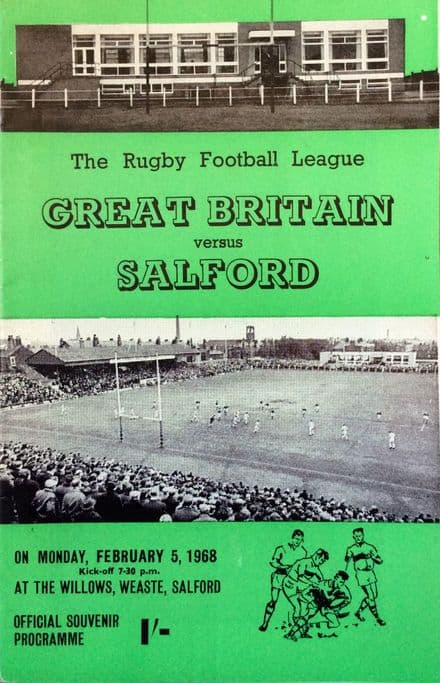 The Rugby Football League
GREAT BRITAIN
versus
SALFORD
ON MONDAY, FEBRUARY 5, 1968
Kick-off 7-30 p.m.
AT THE WILLOWS, WEASTE, SALFORD
OFFICIAL SOUVENIR
PROGRAMME
1/-